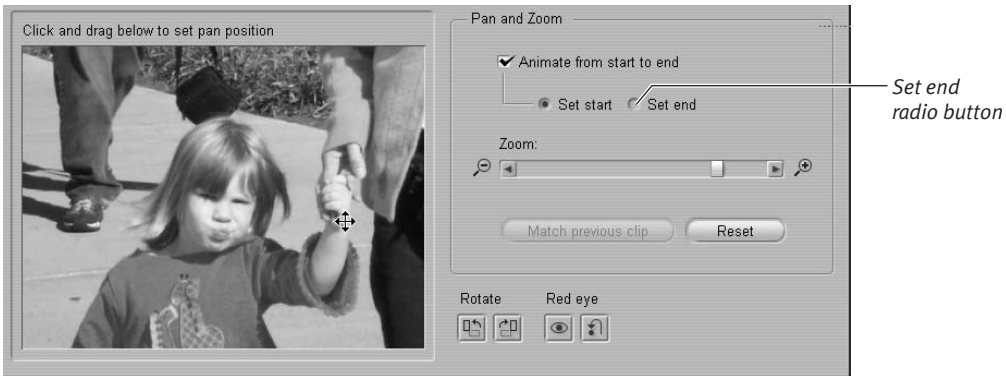 Click and drag below to set pan position
Pan and Zoom
Animate from start to end
Set start Set end
Set end
radio button
Zoom:
Match previous clip Reset
Rotate Red eye